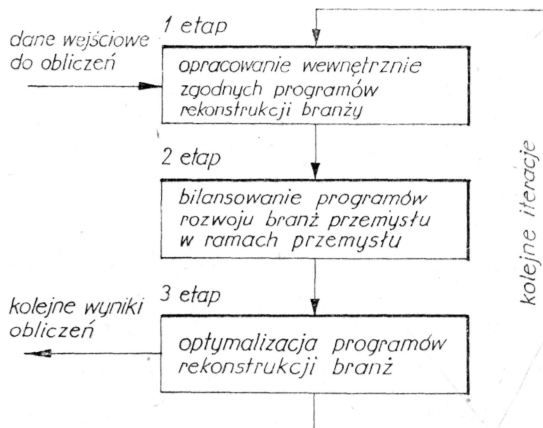 1 etap
dane wejściowe
do obliczeń
opracowanie wewnętrznie
zgodnych programów
rekonstrukcji branży
2 etap
bilansowanie programów
rozwoju branż przemysłu
w ramach przemysłu
kolejne iteracje
3 etap
kolejne wyniki
obliczeń
optymalizacja programów
rekonstrukcji branż